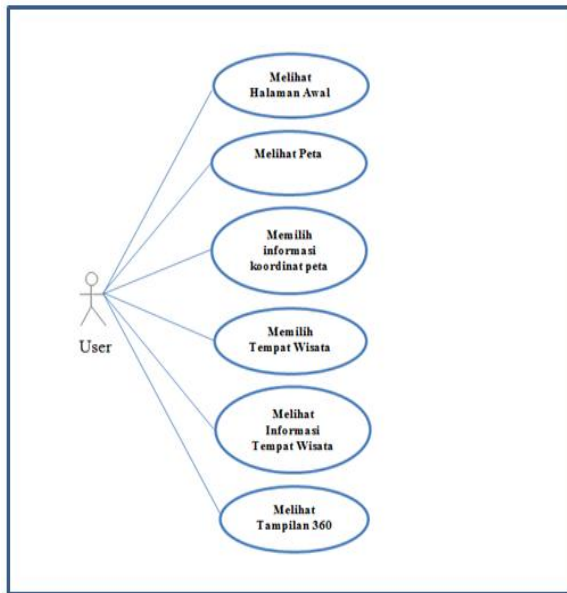 Melihat
Halaman Awal
Melihat Peta
Memilih
informasi
koordinat peta
User
Memilih
Tempat Wisata
Melihat
Informasi
Tempat Wisata
Melihat
Tampilan 360